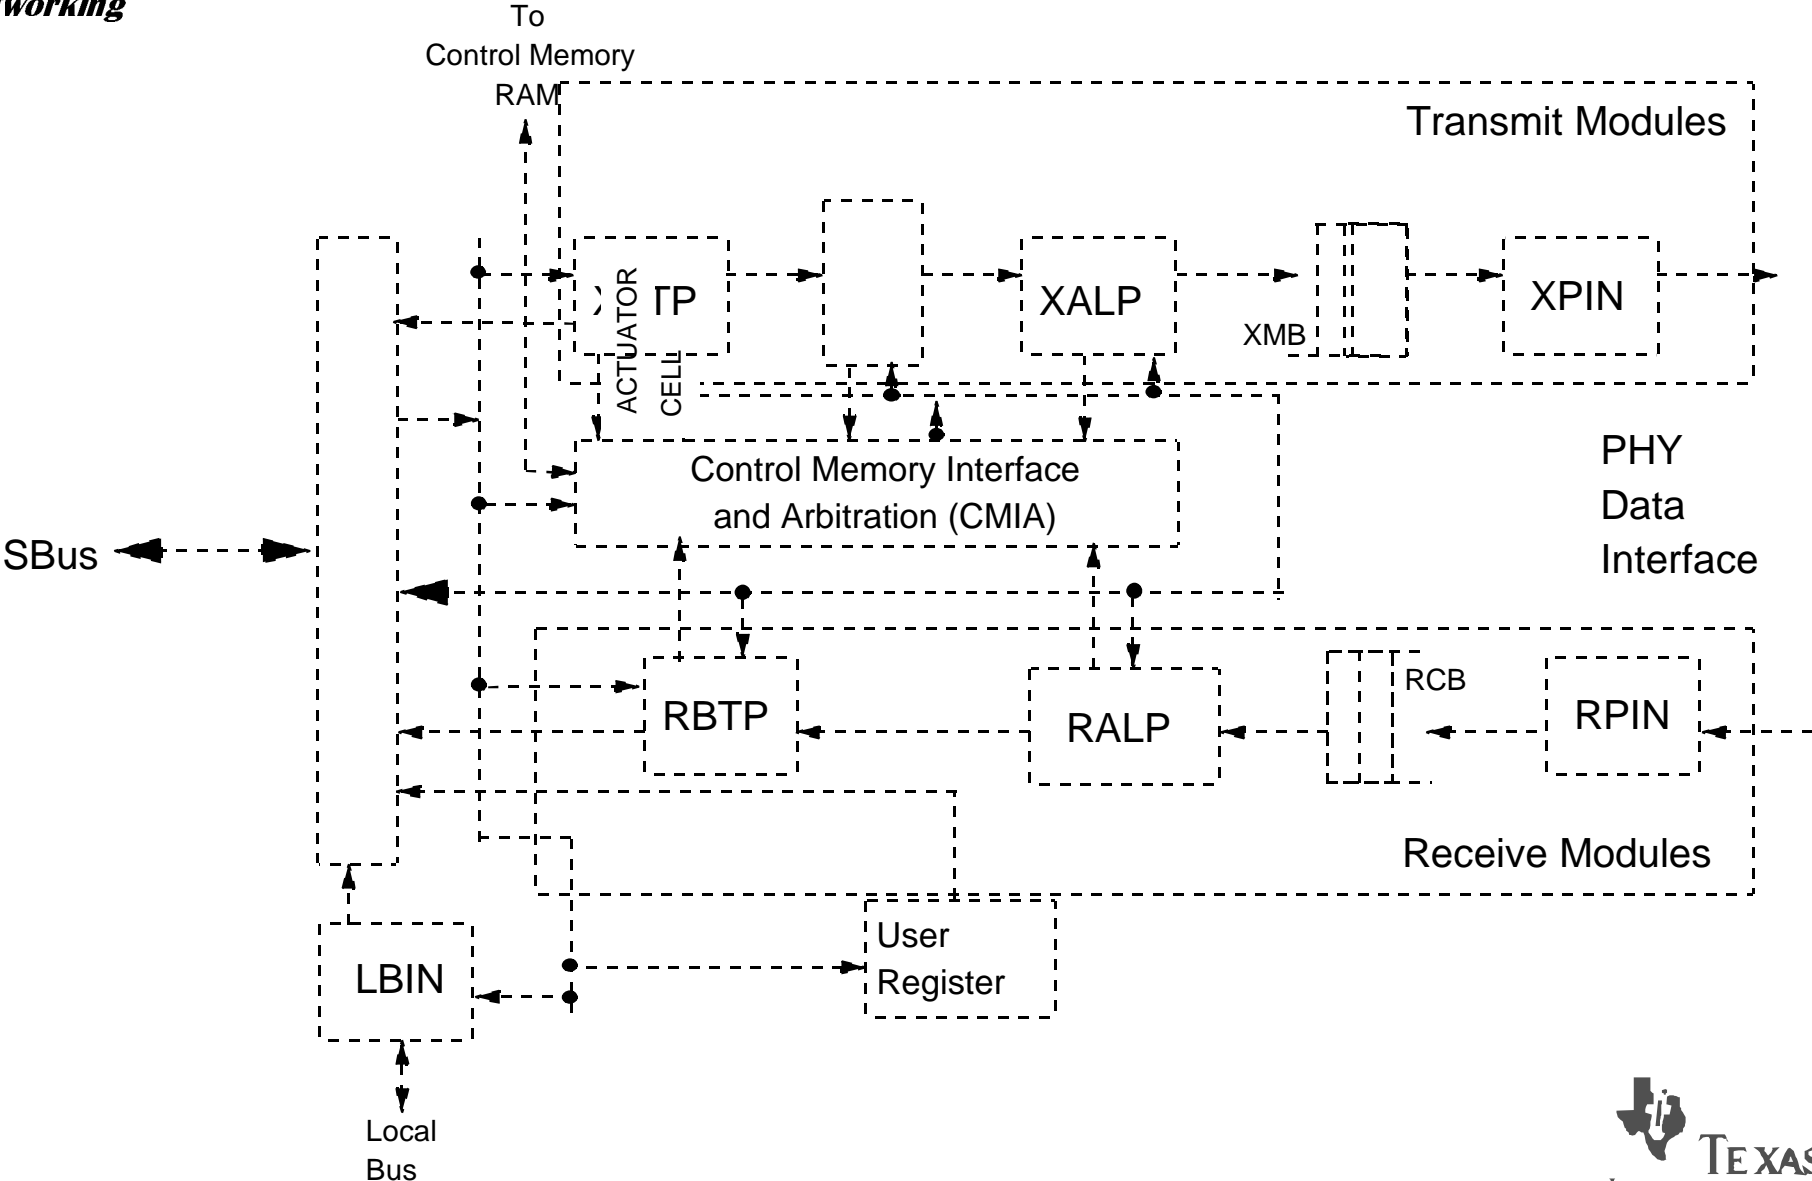 To
Control Memory
RAM
Transmit Modules
ACTUATOR
CELL
TP
XALP
XMB
XPIN
Control Memory Interface
and Arbitration (CMIA)
PHY
Data
Interface
SBus
RBTP
RALP
RCB
RPIN
Receive Modules
User
Register
LBIN
Local
Bus
TEXAS